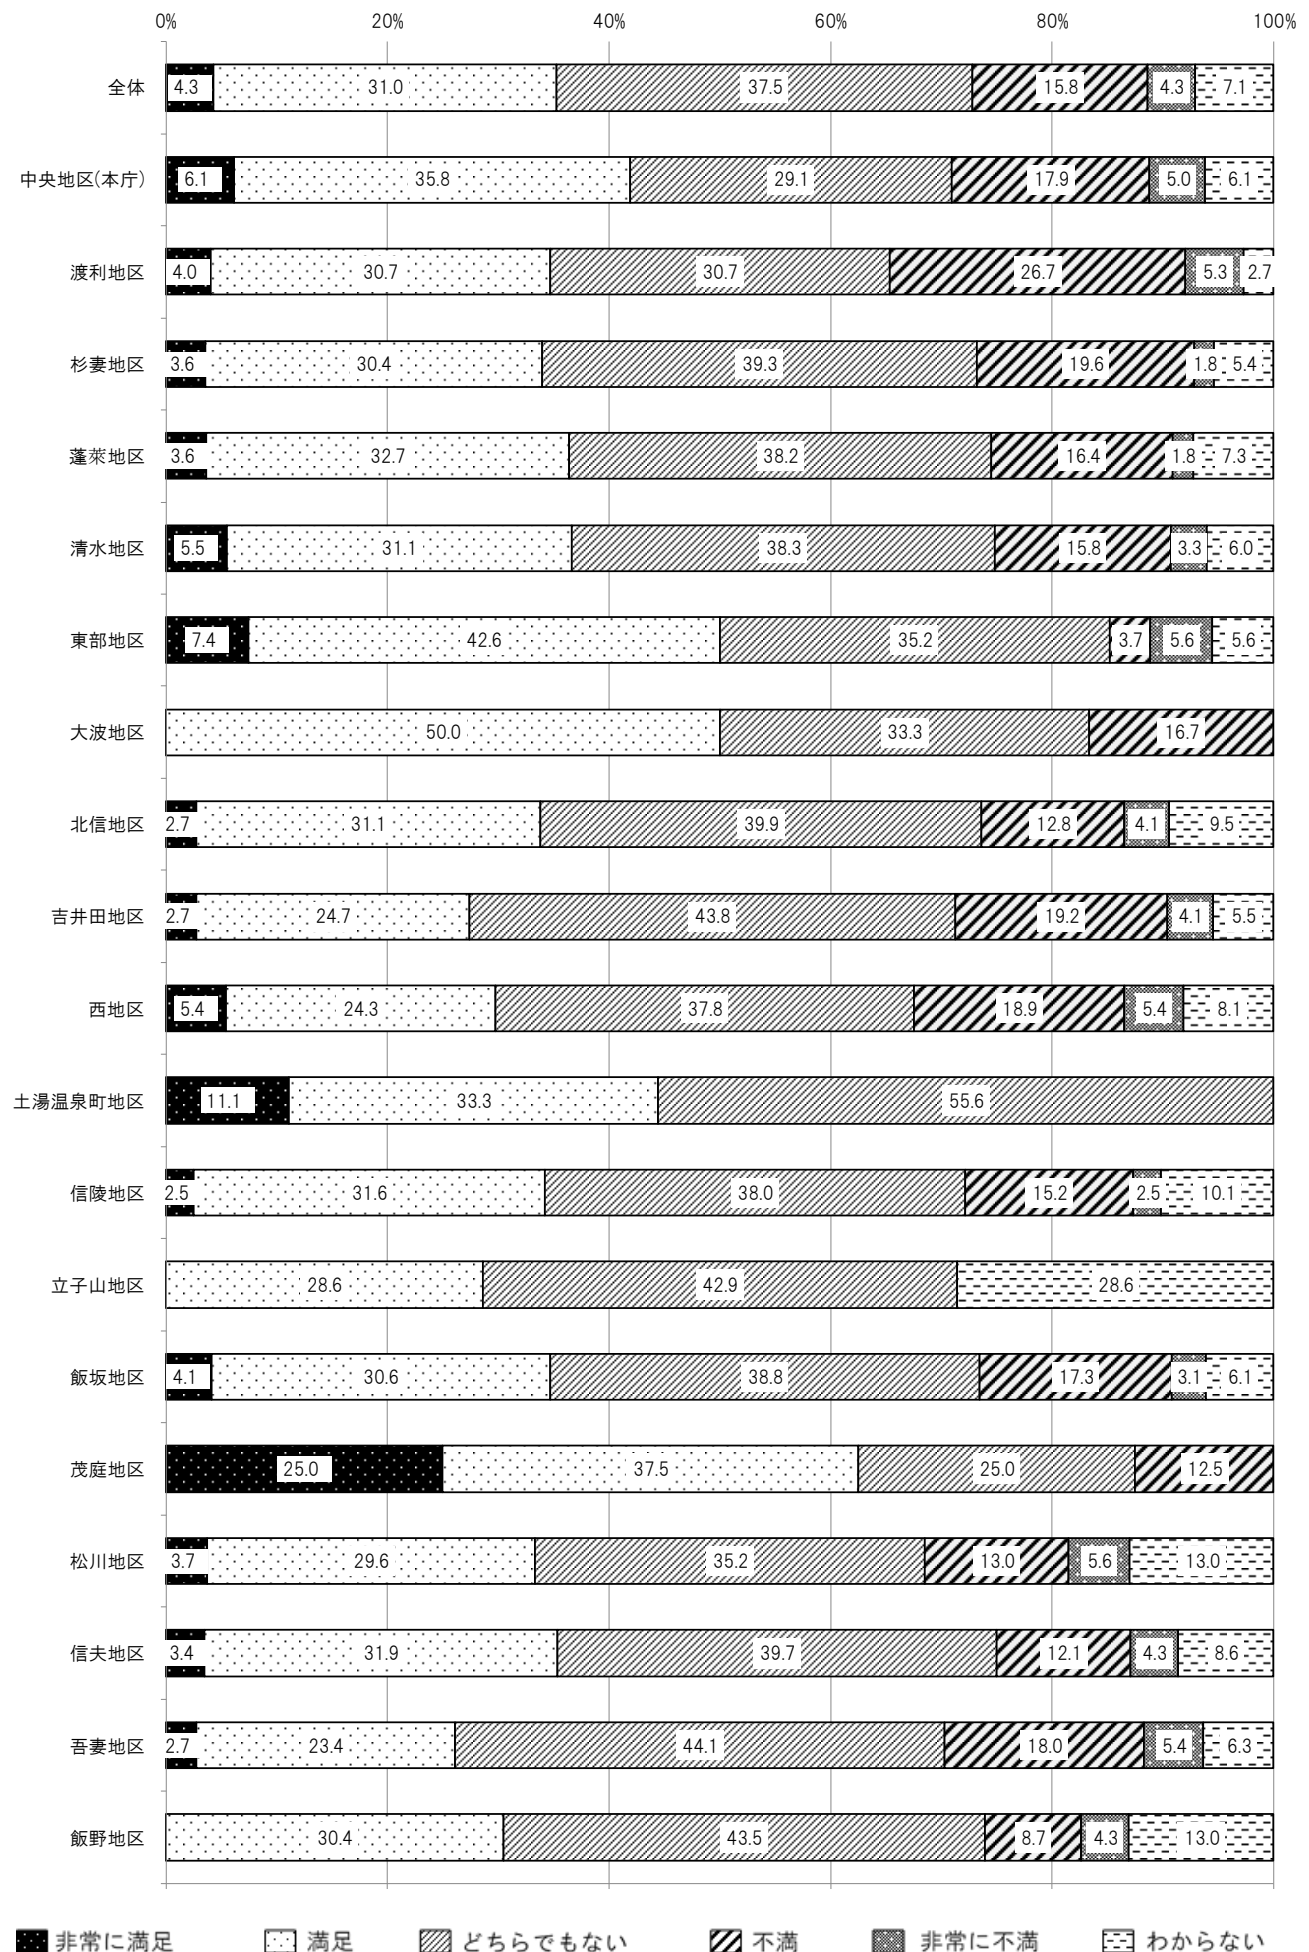 0% 20% 40% 60% 80% 100%
全体 4.3 31.0 37.5 15.8 4.3 7.1
中央地区(本庁) 6.1 35.8 29.1 17.9 5.0 6.1
渡利地区 4.0 30.7 30.7 26.7 5.3 2.7
杉妻地区 3.6 30.4 39.3 19.6 1.8 5.4
蓬萊地区 3.6 32.7 38.2 16.4 1.8 7.3
清水地区 5.5 31.1 38.3 15.8 3.3 6.0
東部地区 7.4 42.6 35.2 3.7 5.6 5.6
大波地区 50.0 33.3 16.7
北信地区 2.7 31.1 39.9 12.8 4.1 9.5
吉井田地区 2.7 24.7 43.8 19.2 4.1 5.5
西地区 5.4 24.3 37.8 18.9 5.4 8.1
土湯温泉町地区 11.1 33.3 55.6
信陵地区 2.5 31.6 38.0 15.2 2.5 10.1
立子山地区 28.6 42.9 28.6
飯坂地区 4.1 30.6 38.8 17.3 3.1 6.1
茂庭地区 25.0 37.5 25.0 12.5
松川地区 3.7 29.6 35.2 13.0 5.6 13.0
信夫地区 3.4 31.9 39.7 12.1 4.3 8.6
吾妻地区 2.7 23.4 44.1 18.0 5.4 6.3
飯野地区 30.4 43.5 8.7 4.3 13.0
非常に満足 満足 どちらでもない 不満 非常に不満 わからない